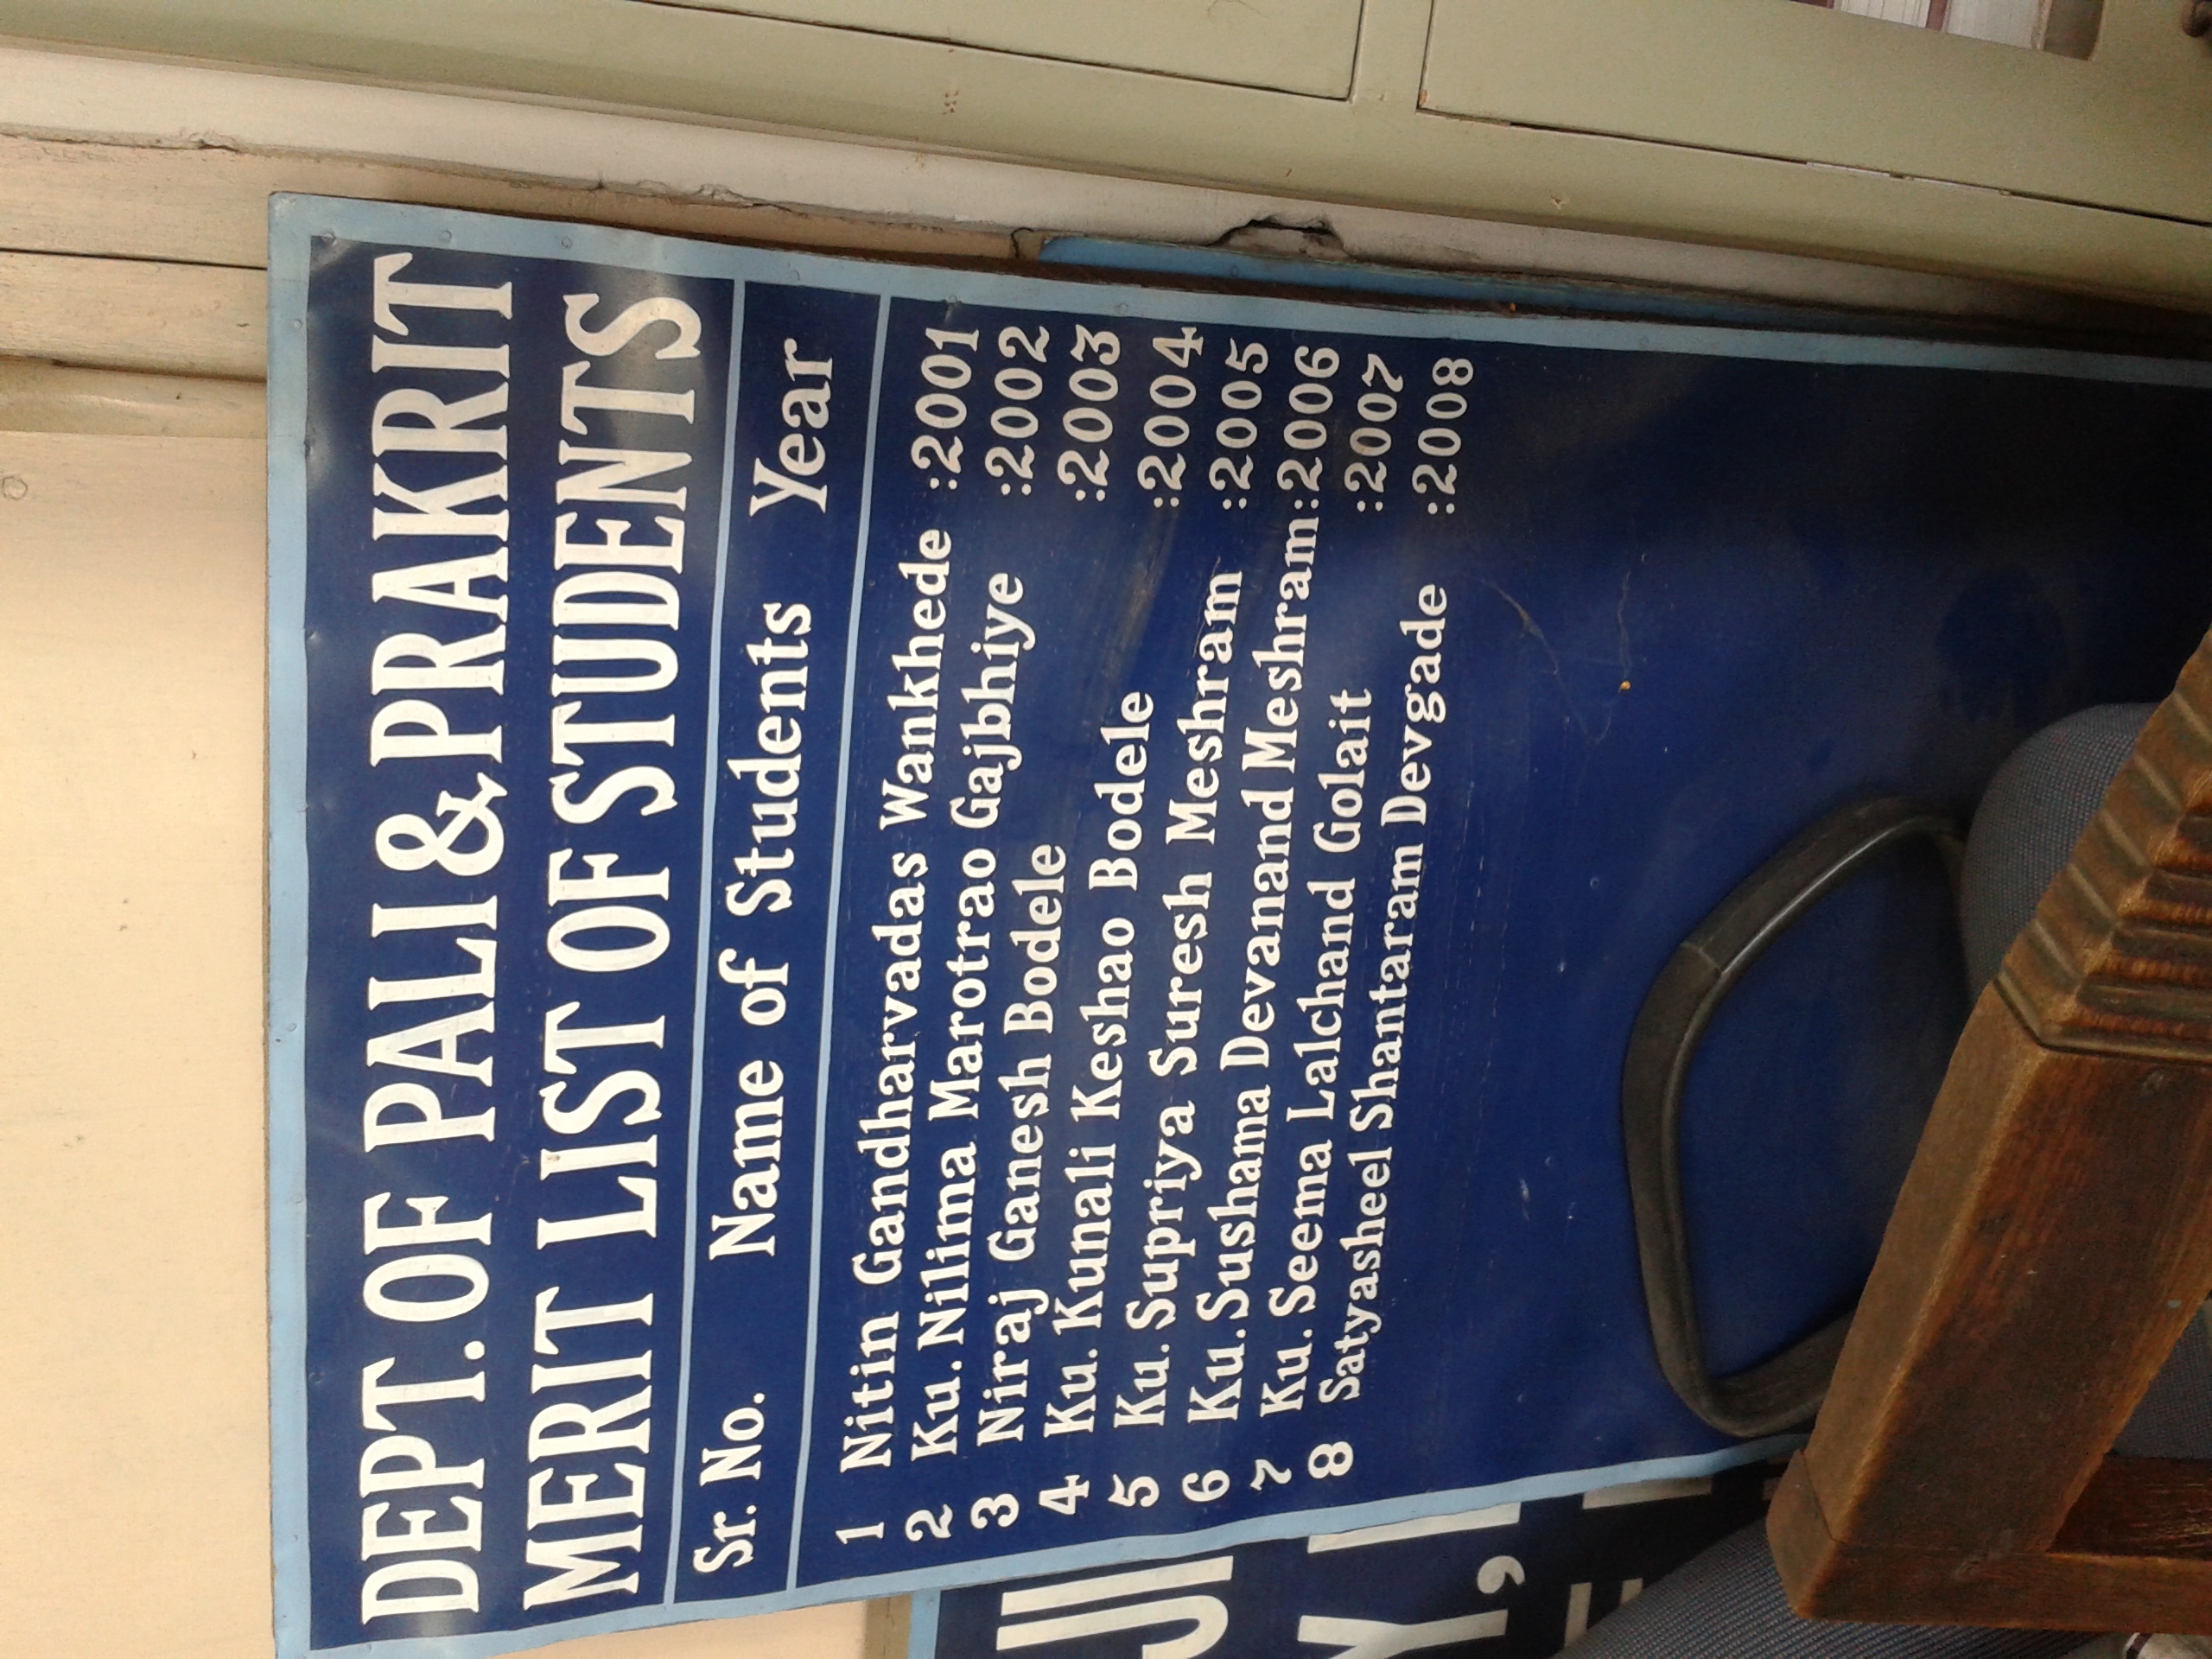 DEPT. OF PALI & PRAKRIT
MERIT LIST OF STUDENTS
Sr. No. Name of Students Year
1 Nitin Gandharvadas Wankhede :2001
2 Ku. Nilima Marotrao Gajbhiye :2002
3 Niraj Ganesh Bodele :2003
4 Ku. Kunali Keshao Bodele :2004
5 Ku. Supriya Suresh Meshram :2005
6 Ku. Sushama Devanand Meshram :2006
7 Ku. Seema Lalchand Golait :2007
8 Satyasheel Shantaram Devgade :2008